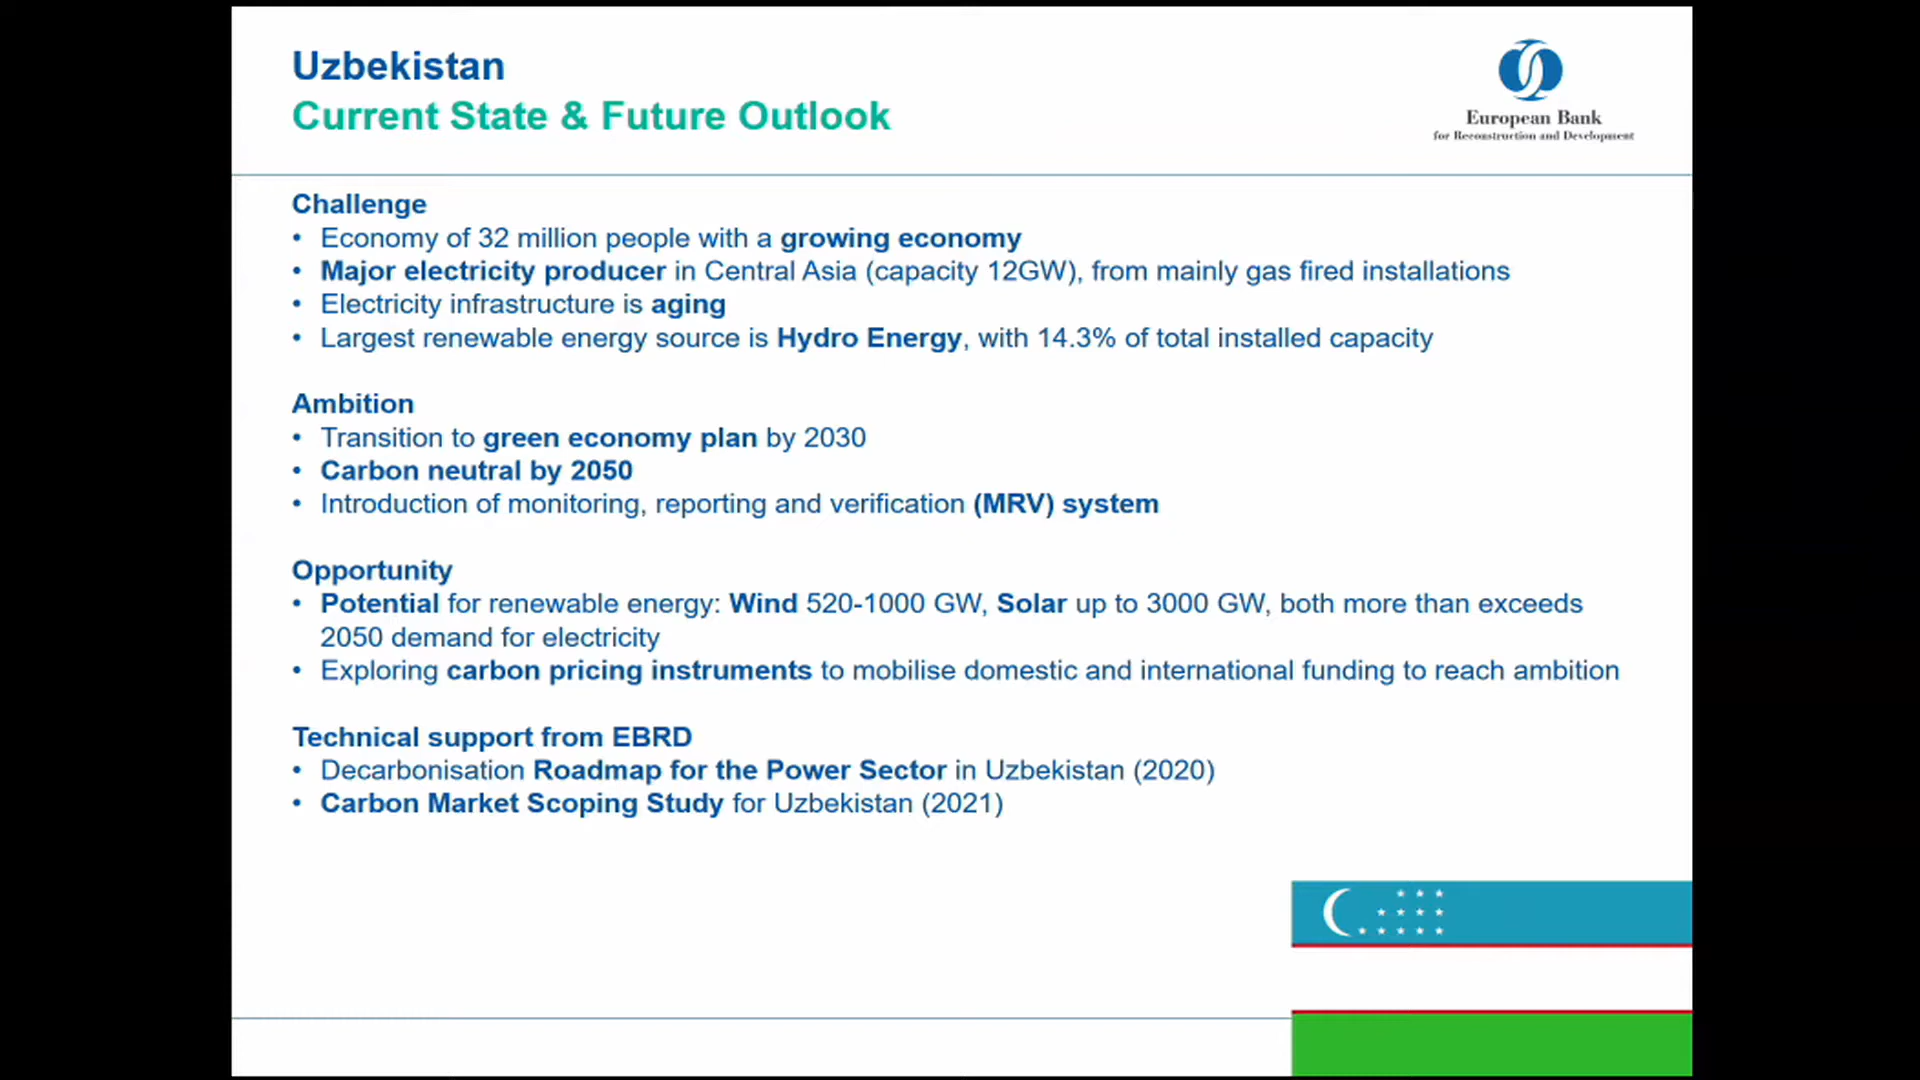 Uzbekistan
Current State & Future Outlook
European Bank
for Reconstruction and Development
Challenge
• Economy of 32 million people with a growing economy
• Major electricity producer in Central Asia (capacity 12GW), from mainly gas fired installations
• Electricity infrastructure is aging
• Largest renewable energy source is Hydro Energy, with 14.3% of total installed capacity
Ambition
• Transition to green economy plan by 2030
• Carbon neutral by 2050
• Introduction of monitoring, reporting and verification (MRV) system
Opportunity
• Potential for renewable energy: Wind 520-1000 GW, Solar up to 3000 GW, both more than exceeds
2050 demand for electricity
• Exploring carbon pricing instruments to mobilise domestic and international funding to reach ambition
Technical support from EBRD
• Decarbonisation Roadmap for the Power Sector in Uzbekistan (2020)
• Carbon Market Scoping Study for Uzbekistan (2021)